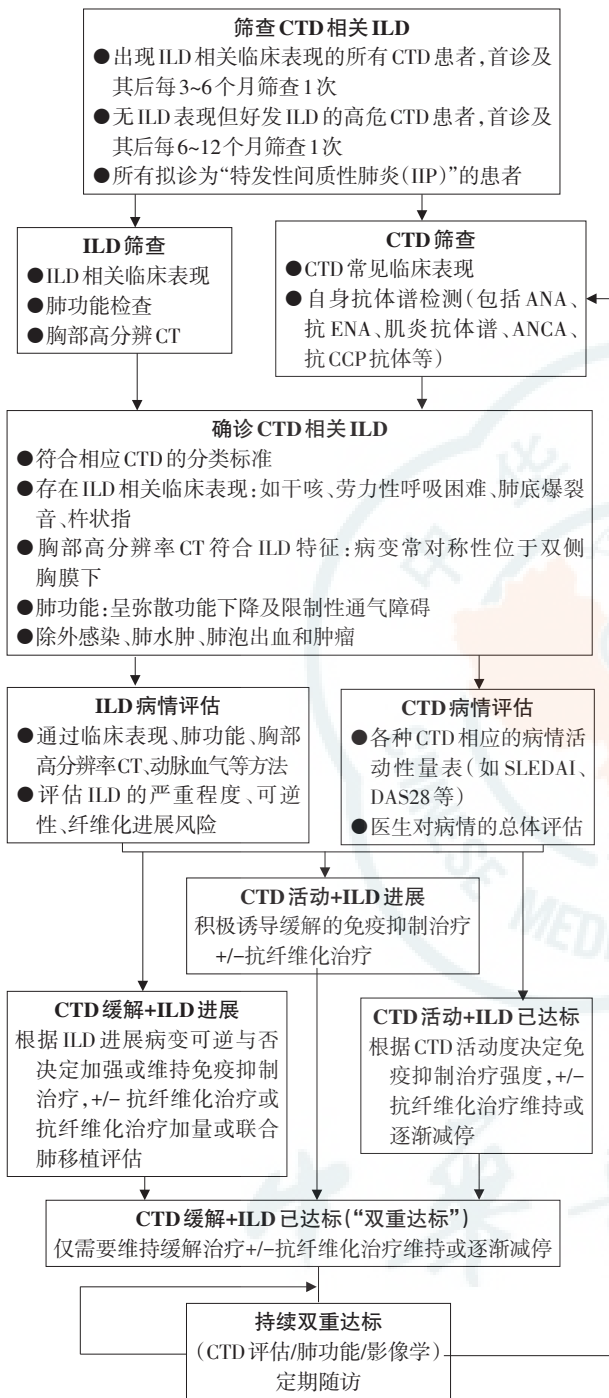 筛查CTD相关ILD
●出现ILD相关临床表现的所有CTD患者,首诊及
其后每3~6个月筛查1次
●无ILD表现但好发ILD的高危CTD患者,首诊及
其后每6~12个月筛查1次
●所有拟诊为“特发性间质性肺炎(IIP)”的患者
ILD筛查
●ILD相关临床表现
●肺功能检查
●胸部高分辨CT
CTD筛查
●CTD常见临床表现
●自身抗体谱检测(包括ANA、
抗ENA、肌炎抗体谱、ANCA、
抗CCP抗体等)
确诊CTD相关ILD
●符合相应CTD的分类标准
●存在ILD相关临床表现:如干咳、劳力性呼吸困难、肺底爆裂
音、杵状指
●胸部高分辨率CT符合ILD特征:病变常对称性位于双侧
胸膜下
●肺功能:呈弥散功能下降及限制性通气障碍
●除外感染、肺水肿、肺泡出血和肿瘤
ILD病情评估
●通过临床表现、肺功能、胸部
高分辨率CT、动脉血气等方法
●评估ILD的严重程度、可逆
性、纤维化进展风险
CTD病情评估
●各种CTD相应的病情活
动性量表(如SLEDAI、
DAS28等)
●医生对病情的总体评估
CTD活动+ILD进展
积极诱导缓解的免疫抑制治疗
+/-抗纤维化治疗
CTD缓解+ILD进展
根据ILD进展病变可逆与否
决定加强或维持免疫抑制
治疗,+/-抗纤维化治疗或
抗纤维化治疗加量或联合
肺移植评估
CTD活动+ILD已达标
根据CTD活动度决定免
疫抑制治疗强度,+/-
抗纤维化治疗维持或
逐渐减停
CTD缓解+ILD已达标(“双重达标”)
仅需要维持缓解治疗+/-抗纤维化治疗维持或逐渐减停
持续双重达标
(CTD评估/肺功能/影像学)
定期随访